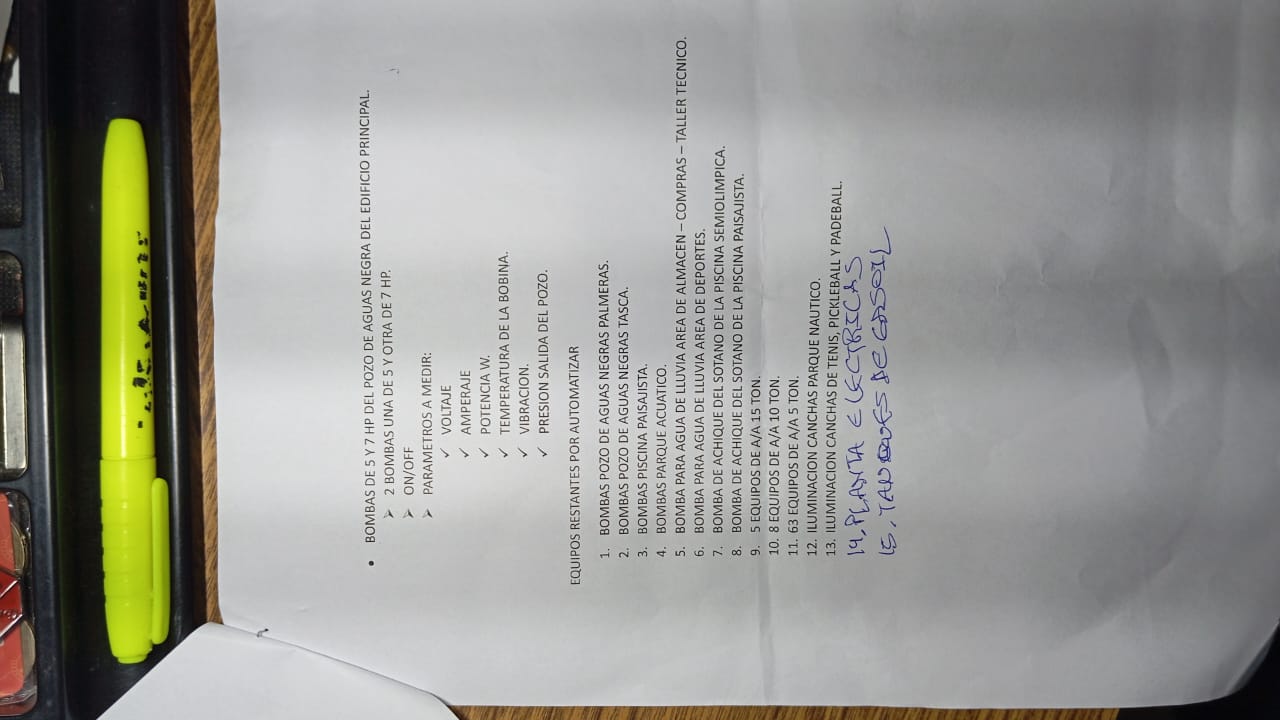 • BOMBAS DE 5 Y 7 HP DEL POZO DE AGUAS NEGRA DEL EDIFICIO PRINCIPAL.
➢ 2 BOMBAS UNA DE 5 Y OTRA DE 7 HP.
➢ ON/OFF
➢ PARAMETROS A MEDIR:
✓ VOLTAJE
✓ AMPERAJE
✓ POTENCIA W.
✓ TEMPERATURA DE LA BOBINA.
✓ VIBRACION.
✓ PRESION SALIDA DEL POZO.
EQUIPOS RESTANTES POR AUTOMATIZAR
1. BOMBAS POZO DE AGUAS NEGRAS PALMERAS.
2. BOMBAS POZO DE AGUAS NEGRAS TASCA.
3. BOMBAS PISCINA PAISAJISTA.
4. BOMBAS PARQUE ACUATICO.
5. BOMBA PARA AGUA DE LLUVIA AREA DE ALMACEN – COMPRAS – TALLER TECNICO.
6. BOMBA PARA AGUA DE LLUVIA AREA DE DEPORTES.
7. BOMBA DE ACHIQUE DEL SOTANO DE LA PISCINA SEMIOLIMPICA.
8. BOMBA DE ACHIQUE DEL SOTANO DE LA PISCINA PAISAJISTA.
9. 5 EQUIPOS DE A/A 15 TON.
10. 8 EQUIPOS DE A/A 10 TON.
11. 63 EQUIPOS DE A/A 5 TON.
12. ILUMINACION CANCHAS PARQUE NAUTICO.
13. ILUMINACION CANCHAS DE TENIS, PICKLEBALL Y PADEBALL.
14. PLANTA ELECTRICAS
15. TANQUES DE GASOIL